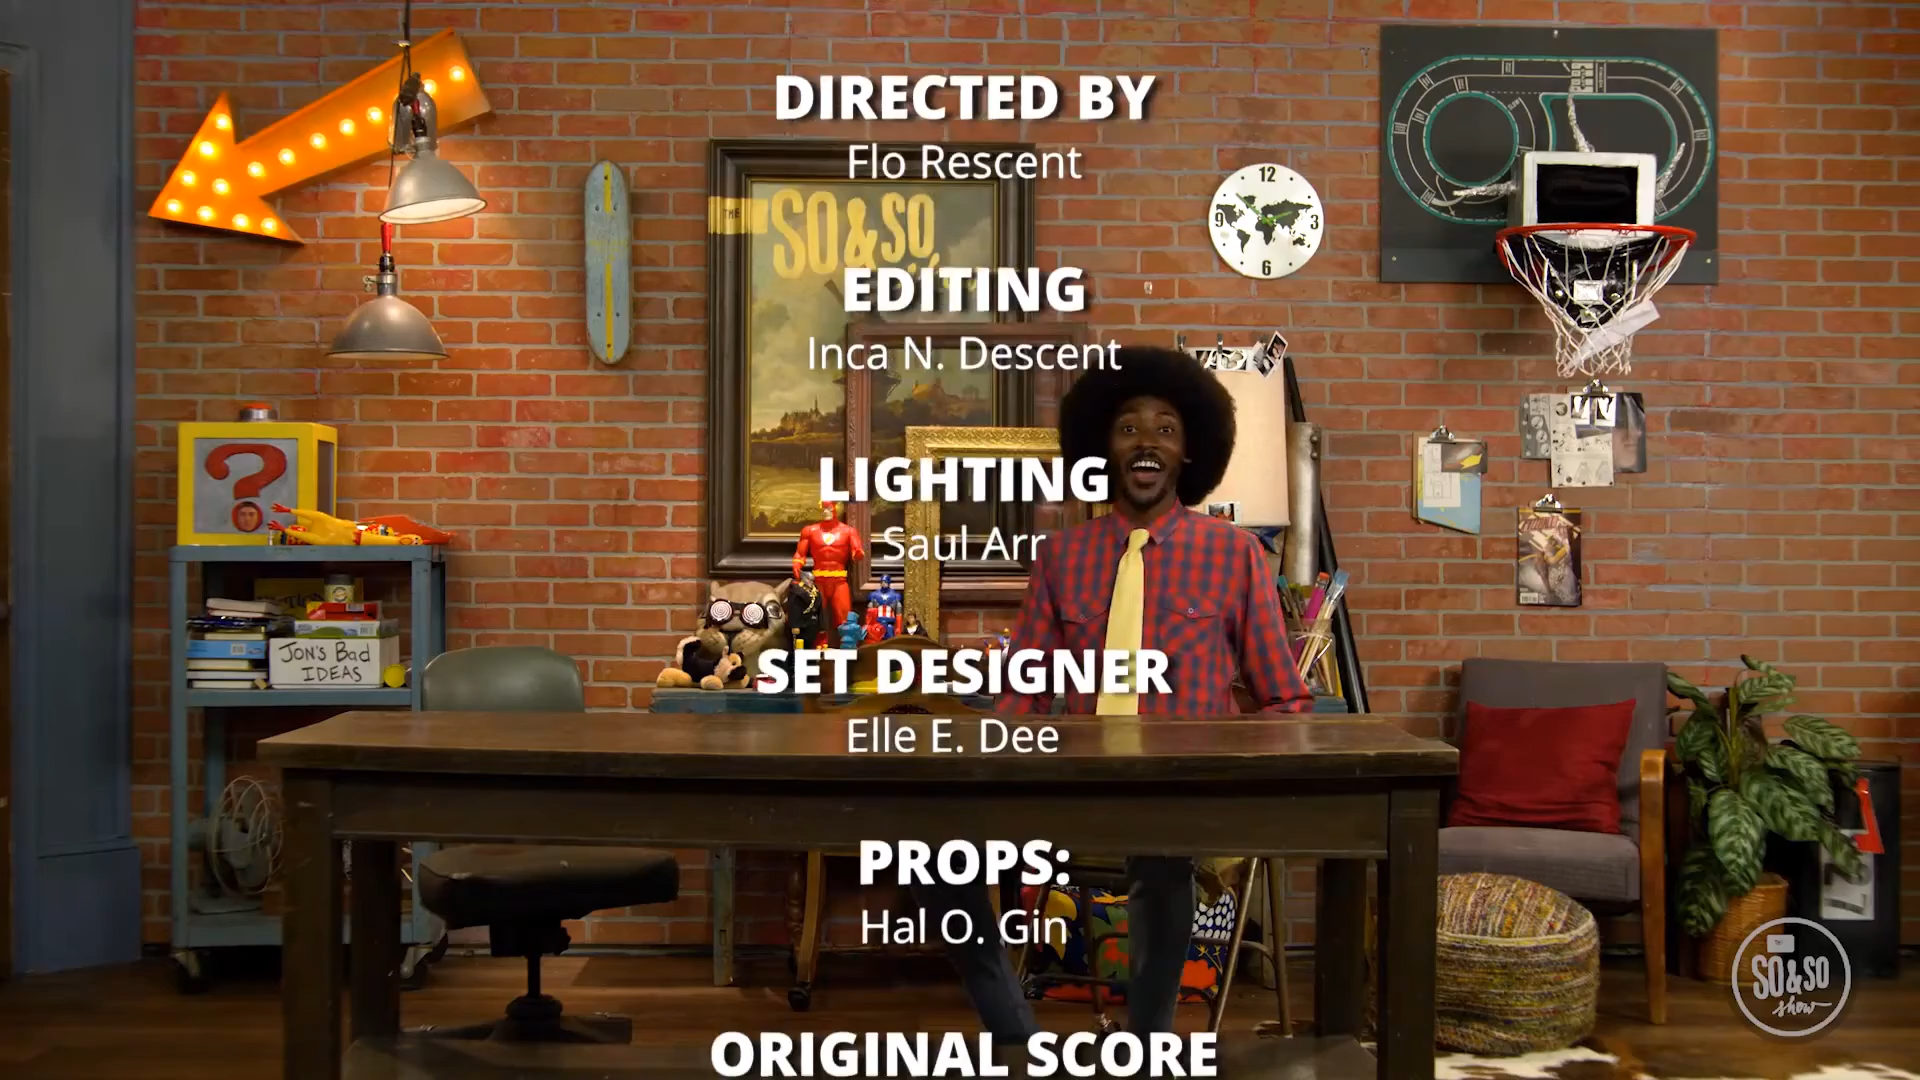 DIRECTED BY
Flo Rescent
THE
SO&SO
EDITING
Inca N. Descent
LIGHTING
Saul Arr
SET DESIGNER
Elle E. Dee
PROPS:
Hal O. Gin
ORIGINAL SCORE
12
9
3
6
?
JON'S Bad
IDEAS
SO&SO
show